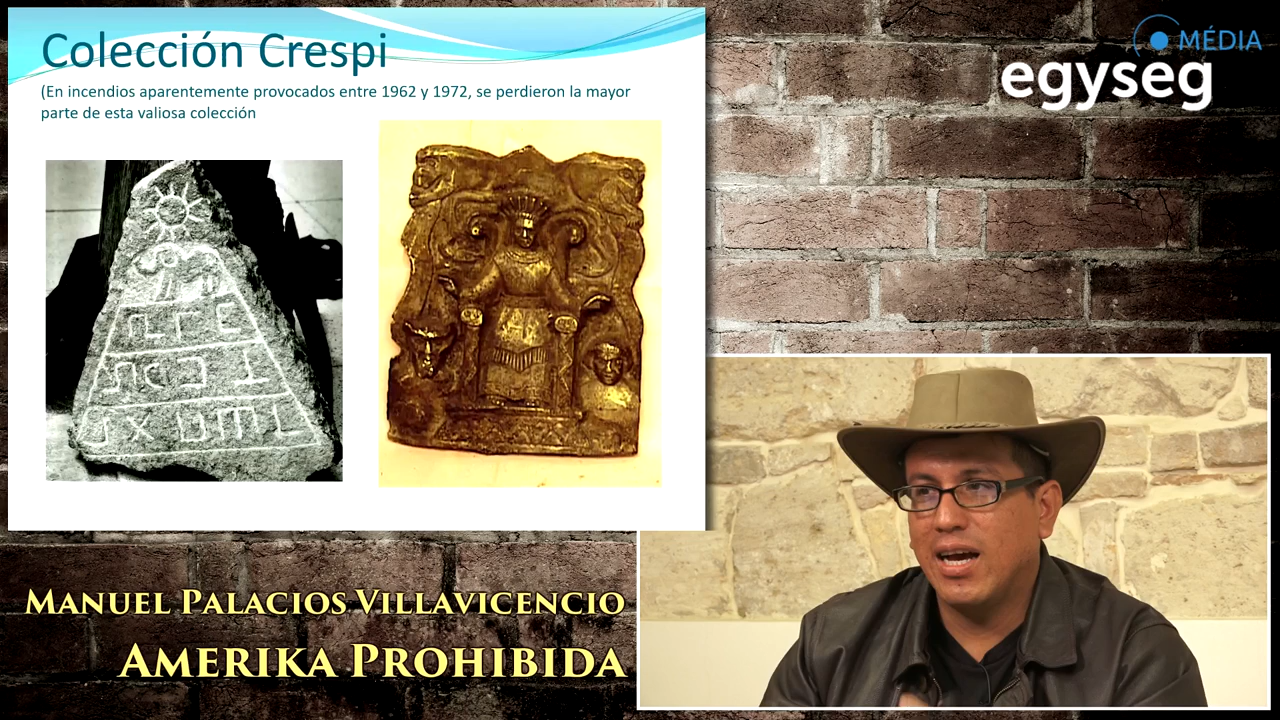 Colección Crespi
(En incendios aparentemente provocados entre 1962 y 1972, se perdieron la mayor
parte de esta valiosa colección
MÉDIA
egyseg
MANUEL PALACIOS VILLAVICENCIO
AMERIKA PROHIBIDA